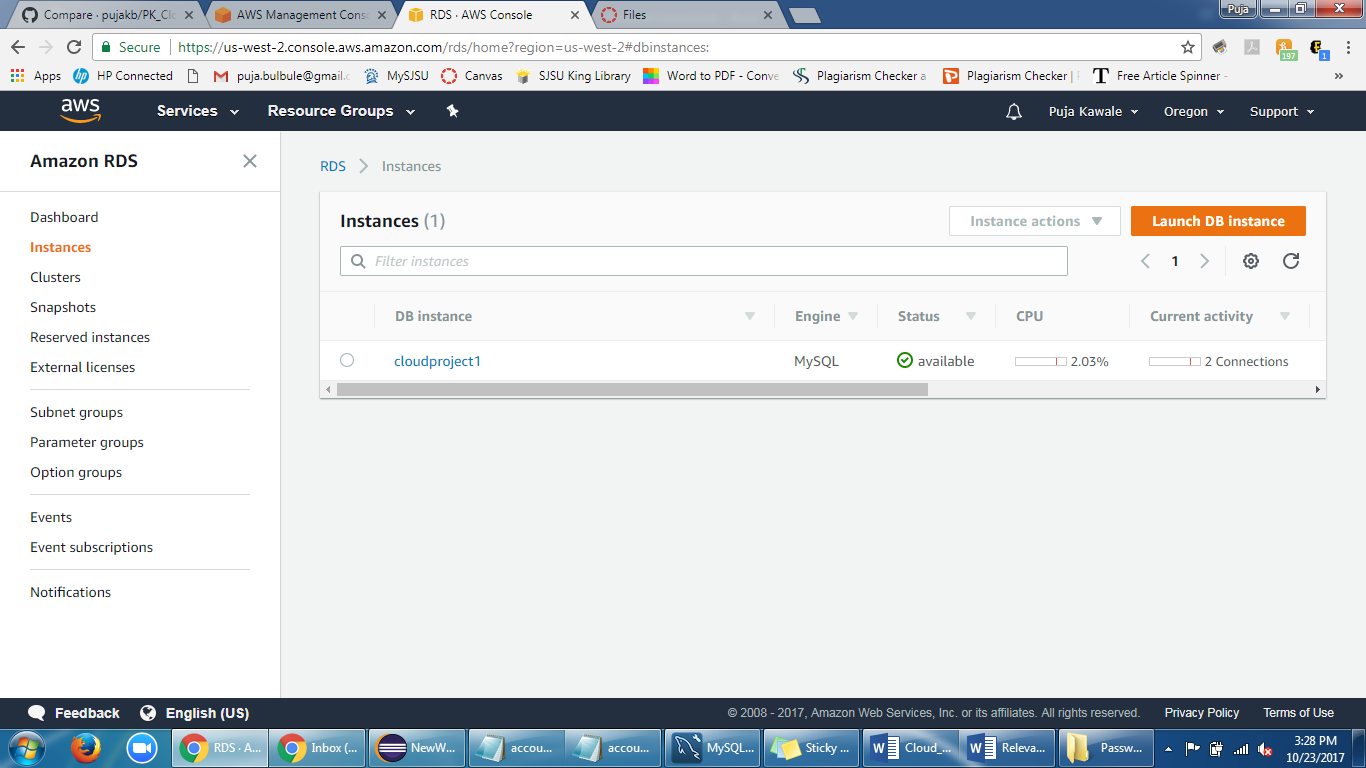 Compare · pujakb/PK_Clo
AWS Management Conso
RDS · AWS Console
Files
Puja
Secure
https://us-west-2.console.aws.amazon.com/rds/home?region=us-west-2#dbinstances:
197
1
Apps
HP Connected
puja.bulbule@gmail.c
MySJSU
Canvas
SJSU King Library
Word to PDF - Conve
Plagiarism Checker a
Plagiarism Checker |
Free Article Spinner -
»
aws
Services
Resource Groups
Puja Kawale
Oregon
Support
Amazon RDS
Dashboard
Instances
Clusters
Snapshots
Reserved instances
External licenses
Subnet groups
Parameter groups
Option groups
Events
Event subscriptions
Notifications
RDS
Instances
Instances (1)
Instance actions
Launch DB instance
Filter instances
1
DB instance
Engine
Status
CPU
Current activity
cloudproject1
MySQL
available
2.03%
2 Connections
Feedback
English (US)
© 2008 - 2017, Amazon Web Services, Inc. or its affiliates. All rights reserved.
Privacy Policy
Terms of Use
RDS · A...
Inbox (...
NewW...
accou...
accou...
MySQL...
Sticky ...
Cloud_...
Releva...
Passw...
3:28 PM
10/23/2017